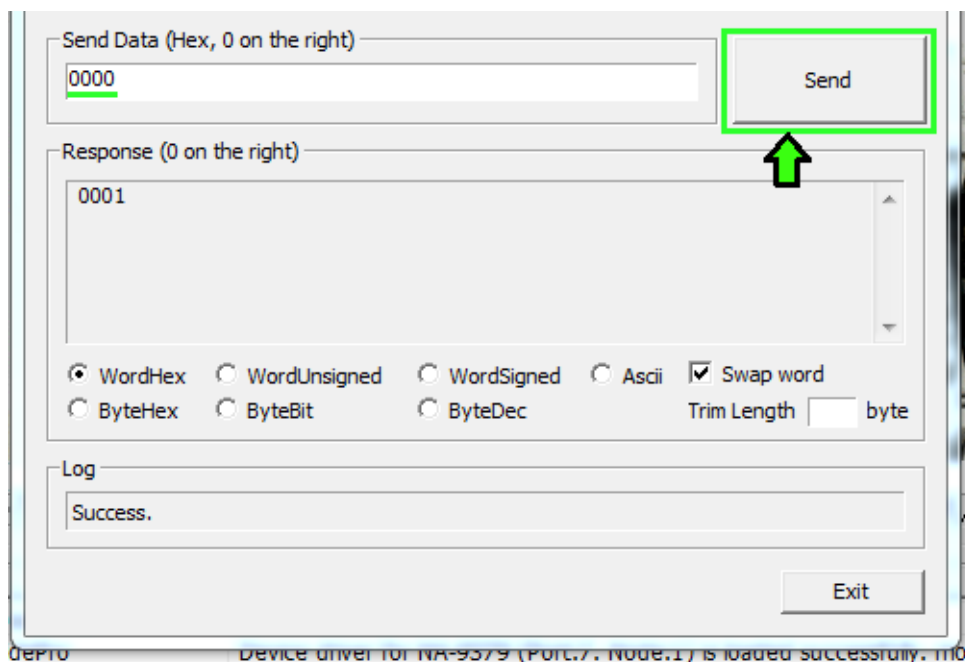 Send Data (Hex, 0 on the right)
0000
Send
Response (0 on the right)
0001
WordHex WordUnsigned WordSigned Ascii Swap word
ByteHex ByteBit ByteDec Trim Length byte
Log
Success.
Exit
dePro Device driver for NA-9379 (Port.7. Node.1) is loaded successfully. mo